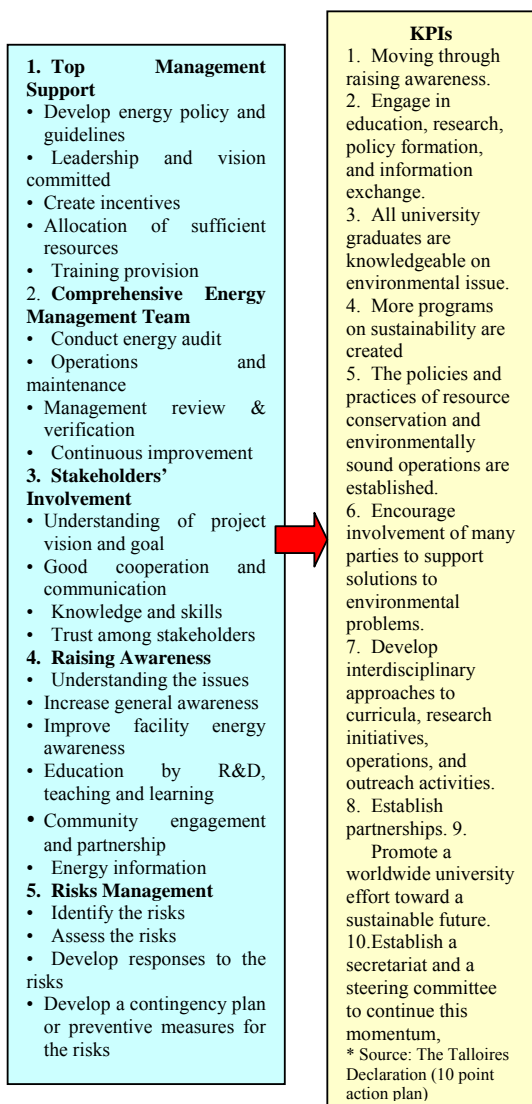 1. Top Management
Support
• Develop energy policy and
guidelines
• Leadership and vision
committed
• Create incentives
• Allocation of sufficient
resources
• Training provision
2. Comprehensive Energy
Management Team
• Conduct energy audit
• Operations and
maintenance
• Management review &
verification
• Continuous improvement
3. Stakeholders'
Involvement
• Understanding of project
vision and goal
• Good cooperation and
communication
• Knowledge and skills
• Trust among stakeholders
4. Raising Awareness
• Understanding the issues
• Increase general awareness
• Improve facility energy
awareness
• Education by R&D,
teaching and learning
• Community engagement
and partnership
• Energy information
5. Risks Management
• Identify the risks
• Assess the risks
• Develop responses to the
risks
• Develop a contingency plan
or preventive measures for
the risks
KPIs
1. Moving through
raising awareness.
2. Engage in
education, research,
policy formation,
and information
exchange.
3. All university
graduates are
knowledgeable on
environmental issue.
4. More programs
on sustainability are
created
5. The policies and
practices of resource
conservation and
environmentally
sound operations are
established.
6. Encourage
involvement of many
parties to support
solutions to
environmental
problems.
7. Develop
interdisciplinary
approaches to
curricula, research
initiatives,
operations, and
outreach activities.
8. Establish
partnerships. 9.
Promote a
worldwide university
effort toward a
sustainable future.
10.Establish a
secretariat and a
steering committee
to continue this
momentum,
* Source: The Talloires
Declaration (10 point
action plan)